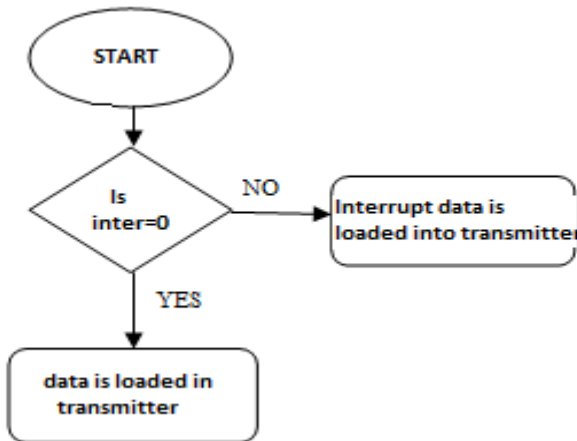 START
Is
inter=0
NO
Interrupt data is
loaded into transmitter
YES
data is loaded in
transmitter